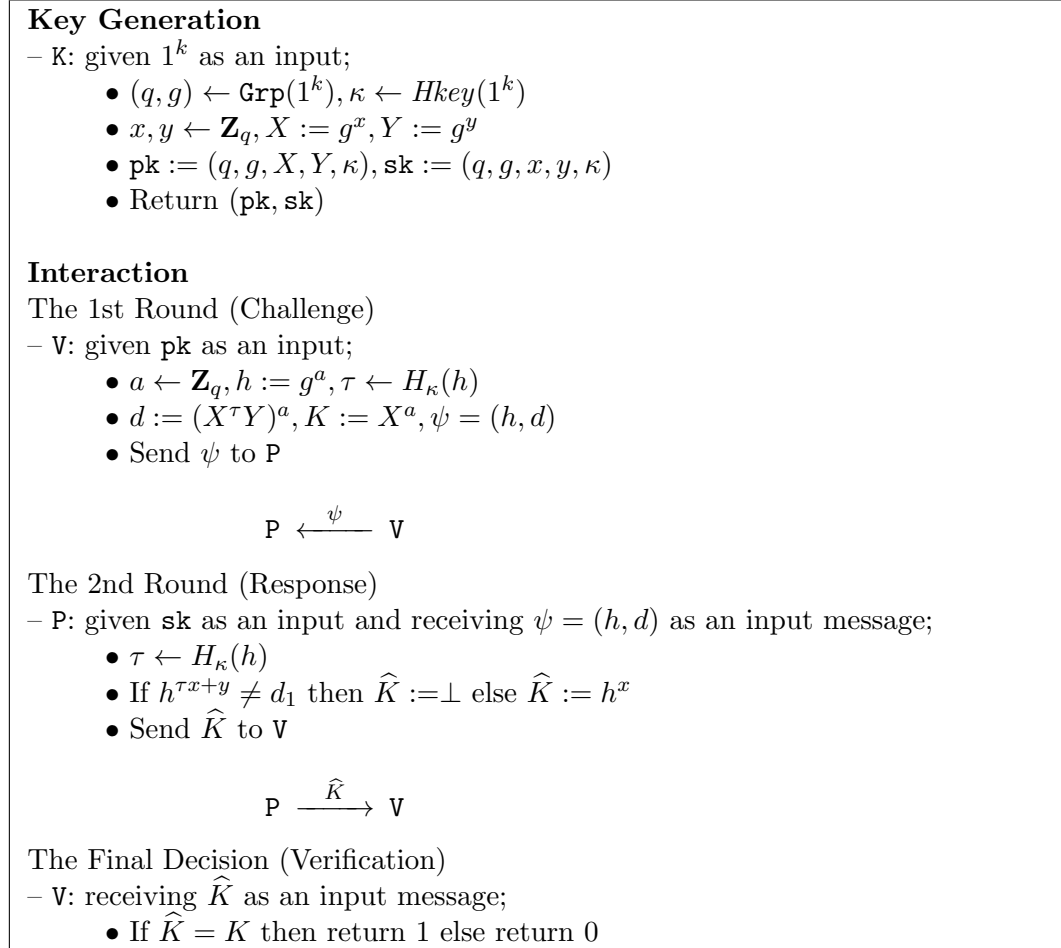 Key Generation
– K: given 1^k as an input;
• (q, g) ← Grp(1^k), κ ← Hkey(1^k)
• x, y ← Z_q, X := g^x, Y := g^y
• pk := (q, g, X, Y, κ), sk := (q, g, x, y, κ)
• Return (pk, sk)
Interaction
The 1st Round (Challenge)
– V: given pk as an input;
• a ← Z_q, h := g^a, τ ← H_κ(h)
• d := (X^τ Y)^a, K := X^a, ψ = (h, d)
• Send ψ to P
P ←ψ V
The 2nd Round (Response)
– P: given sk as an input and receiving ψ = (h, d) as an input message;
• τ ← H_κ(h)
• If h^{τx+y} ≠ d_1 then K̂ :=⊥ else K̂ := h^x
• Send K̂ to V
P K̂→ V
The Final Decision (Verification)
– V: receiving K̂ as an input message;
• If K̂ = K then return 1 else return 0